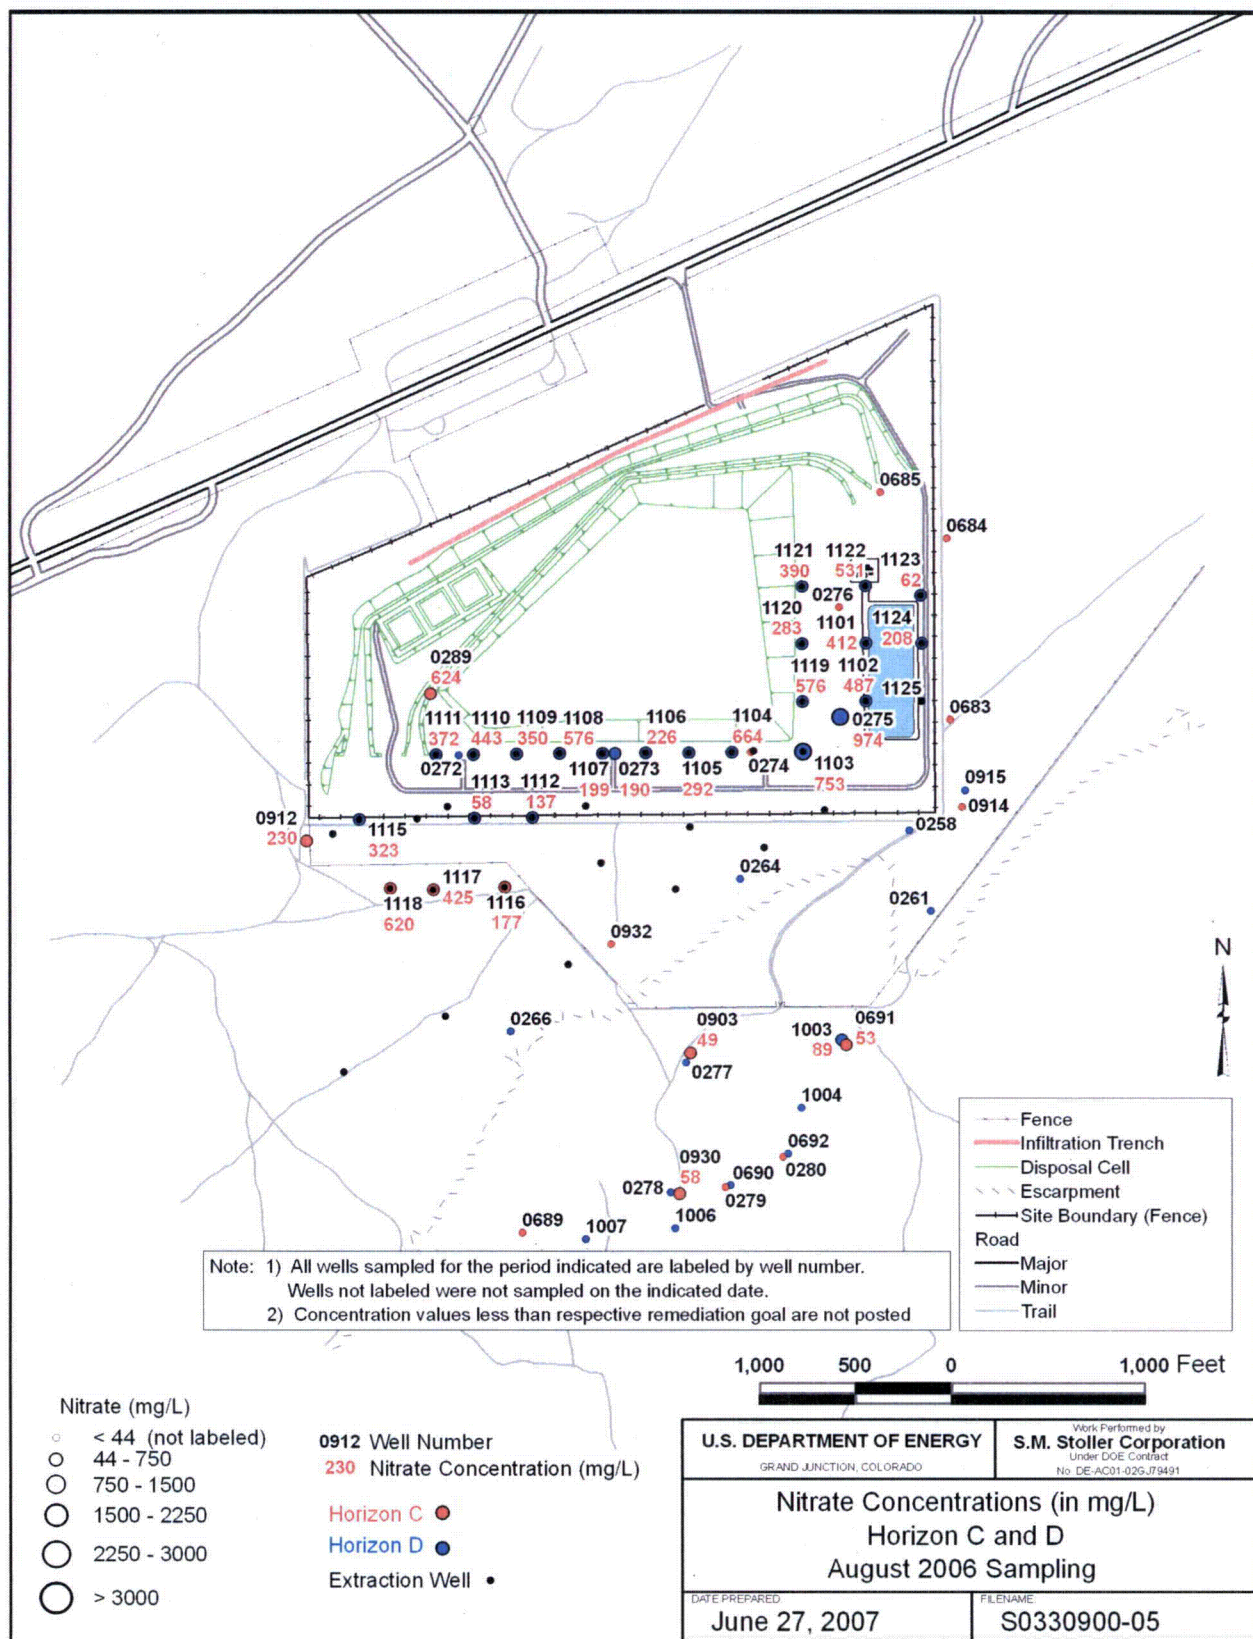 0685
0684
1121
1122
1123
390
531
62
0276
1120
1101
1124
283
412
208
0289
624
1119
1102
1125
576
487
0683
1111
1110
1109
1108
1106
1104
0275
372
443
350
576
226
664
974
0272
1107
0273
1105
0274
1103
1113
1112
199
190
292
753
58
137
0915
0914
0912
230
1115
323
0258
0264
0261
1118
1117
1116
620
425
177
0932
N
0266
0903
49
0277
1003
89
0691
53
1004
0692
0280
0930
58
0278
0690
0279
0689
1007
1006
Fence
Infiltration Trench
Disposal Cell
Escarpment
Site Boundary (Fence)
Road
Major
Minor
Trail
Note: 1) All wells sampled for the period indicated are labeled by well number.
Wells not labeled were not sampled on the indicated date.
2) Concentration values less than respective remediation goal are not posted
1,000 500 0 1,000 Feet
Nitrate (mg/L)
< 44 (not labeled)
44 - 750
750 - 1500
1500 - 2250
2250 - 3000
> 3000
0912 Well Number
230 Nitrate Concentration (mg/L)
Horizon C
Horizon D
Extraction Well
U.S. DEPARTMENT OF ENERGY
GRAND JUNCTION, COLORADO
Work Performed by
S.M. Stoller Corporation
Under DOE Contract
No. DE-AC01-02GJ79491
Nitrate Concentrations (in mg/L)
Horizon C and D
August 2006 Sampling
DATE PREPARED
June 27, 2007
FILENAME
S0330900-05